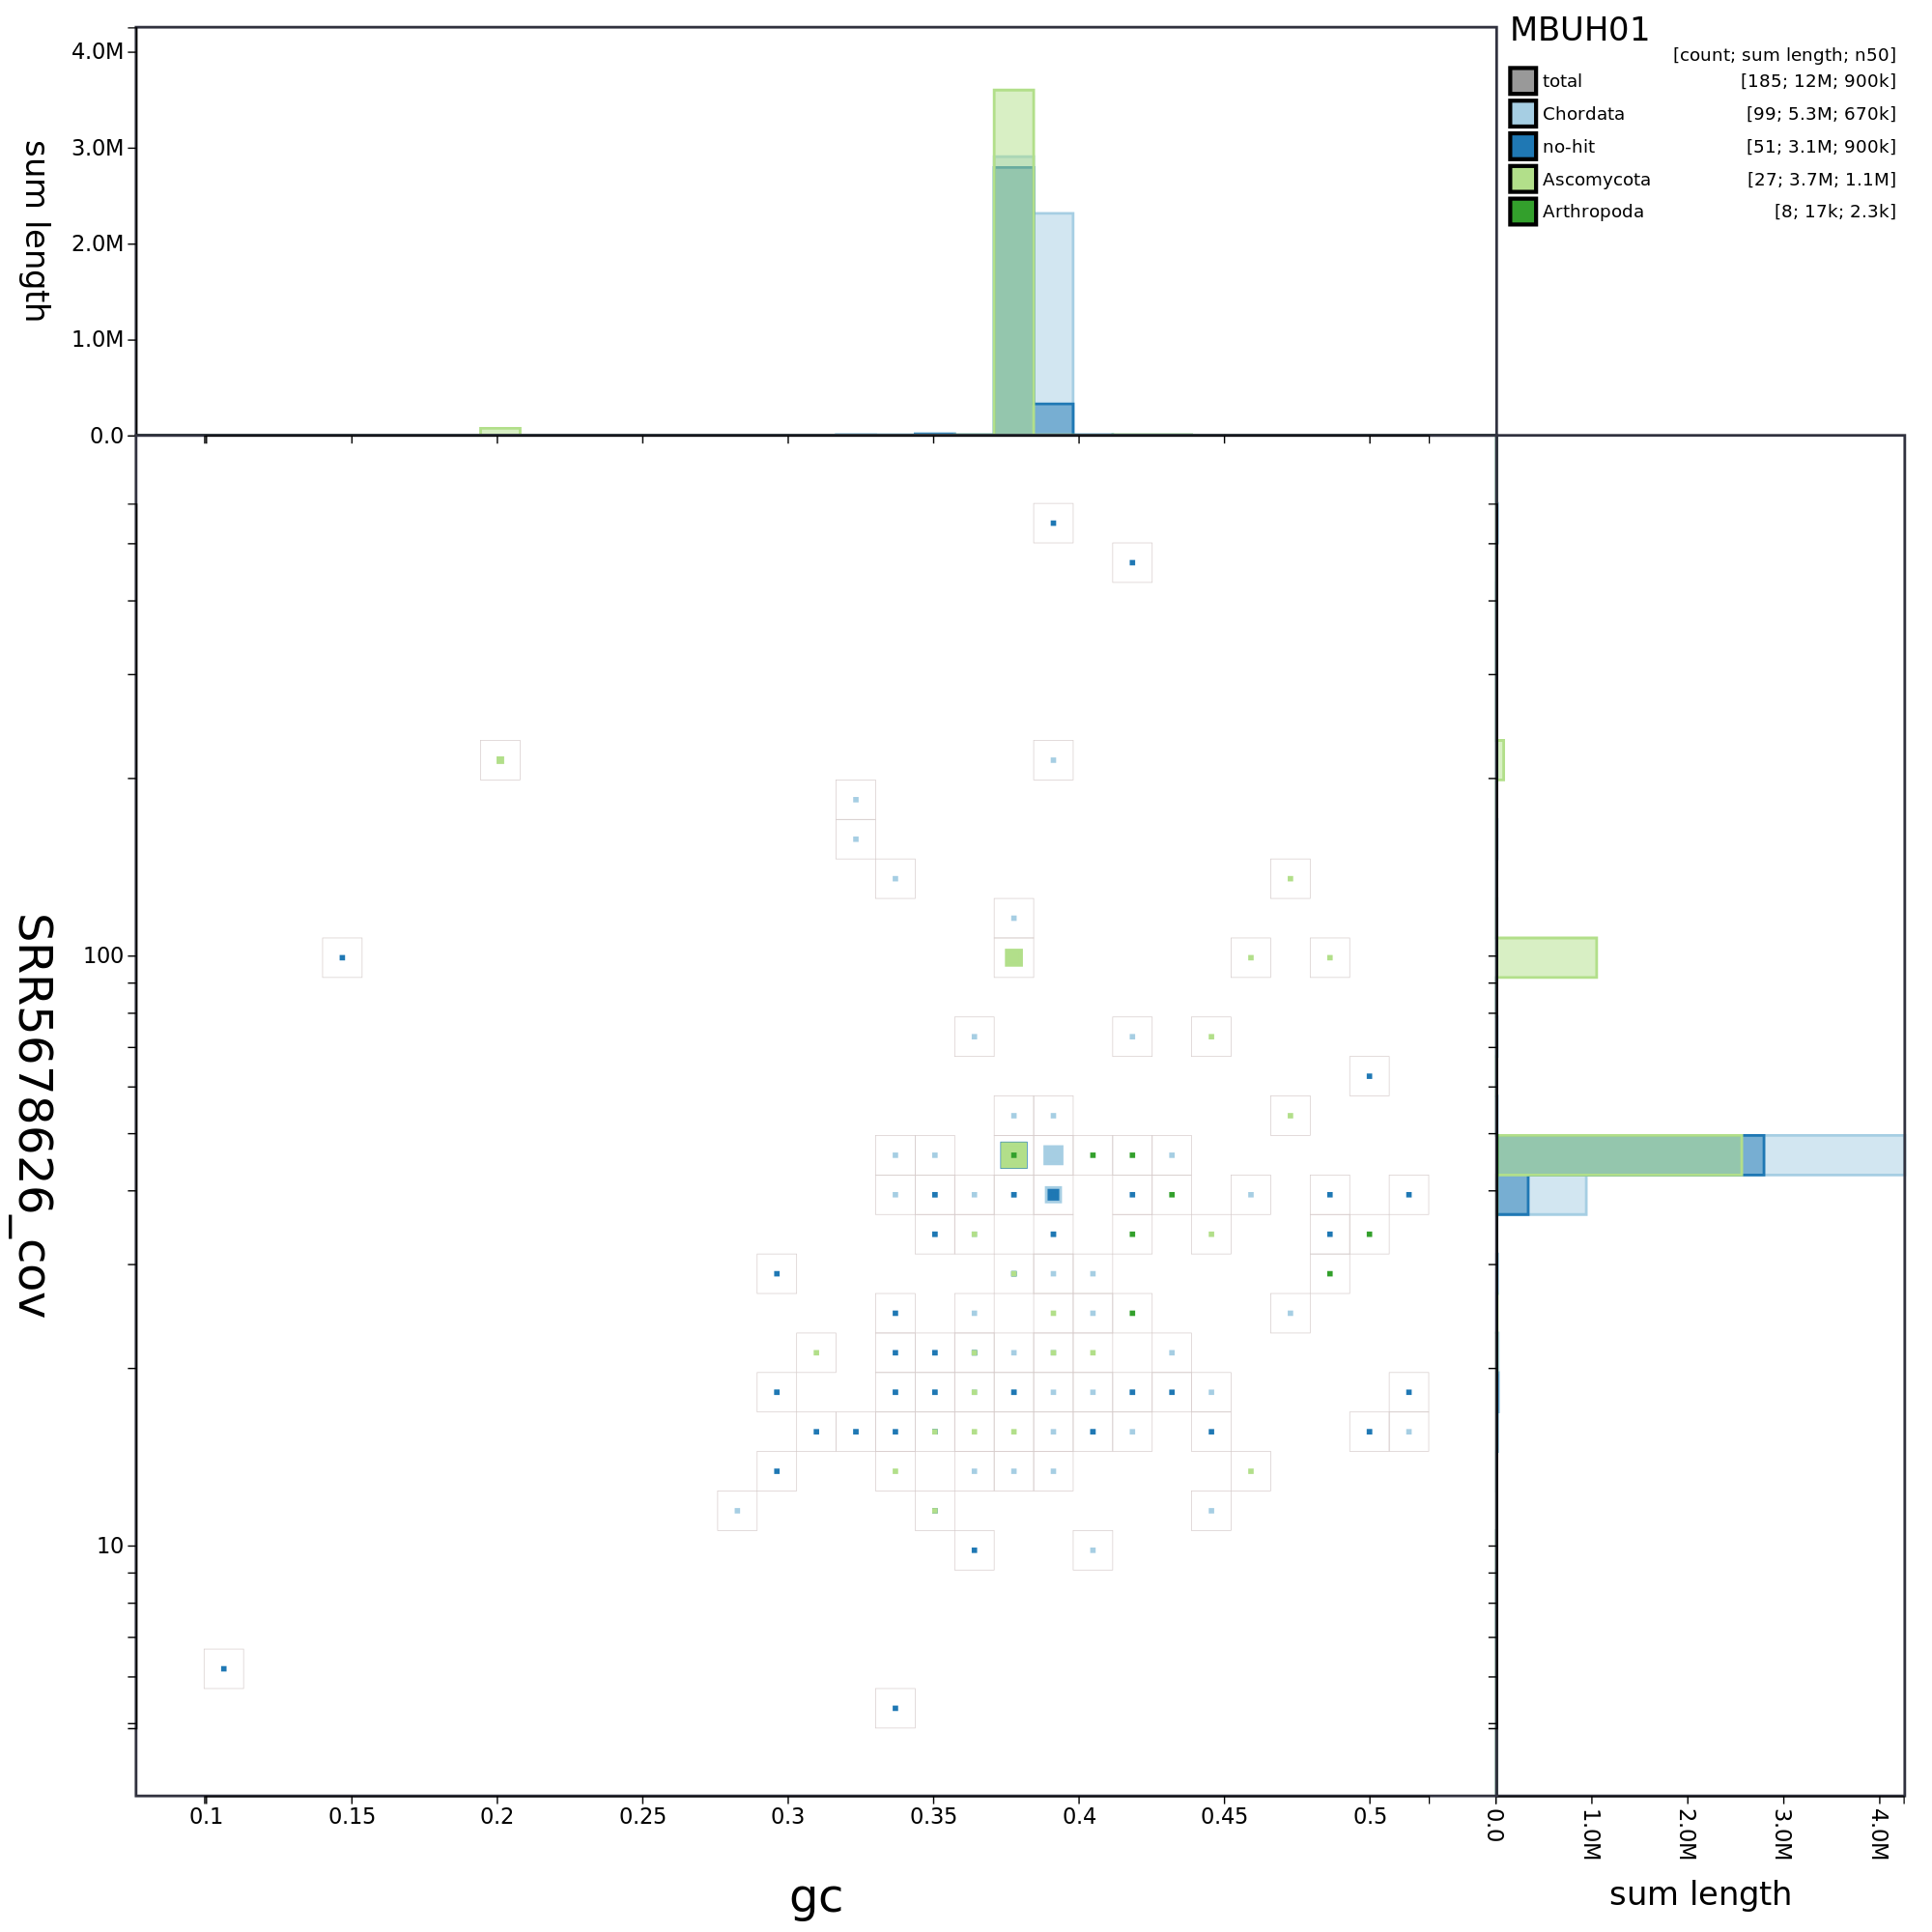 MBUH01
[count; sum length; n50]
total [185; 12M; 900k]
Chordata [99; 5.3M; 670k]
no-hit [51; 3.1M; 900k]
Ascomycota [27; 3.7M; 1.1M]
Arthropoda [8; 17k; 2.3k]
sum length
4.0M
3.0M
2.0M
1.0M
0.0
SRR5678626_cov
100
10
0.1 0.15 0.2 0.25 0.3 0.35 0.4 0.45 0.5
gc
0.0 1.0M 2.0M 3.0M 4.0M
sum length